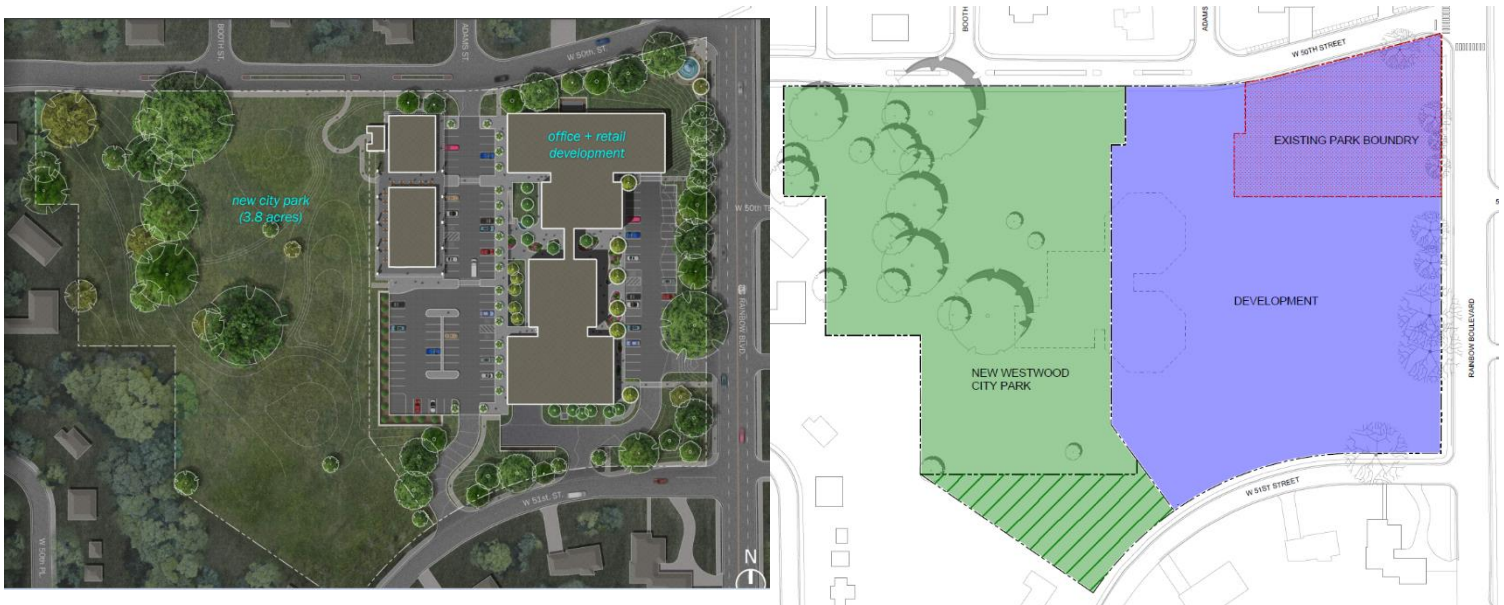 BOOTH ST.
ADAMS ST.
W 50th. ST.
office + retail
development
new city park
(3.8 acres)
W 50th TE
RAINBOW BLVD.
W 51st. ST
W 50th PL.
N
BOOTH
ADAMS
W 50TH STREET
EXISTING PARK BOUNDRY
DEVELOPMENT
NEW WESTWOOD
CITY PARK
RAINBOW BOULEVARD
W 51ST STREET